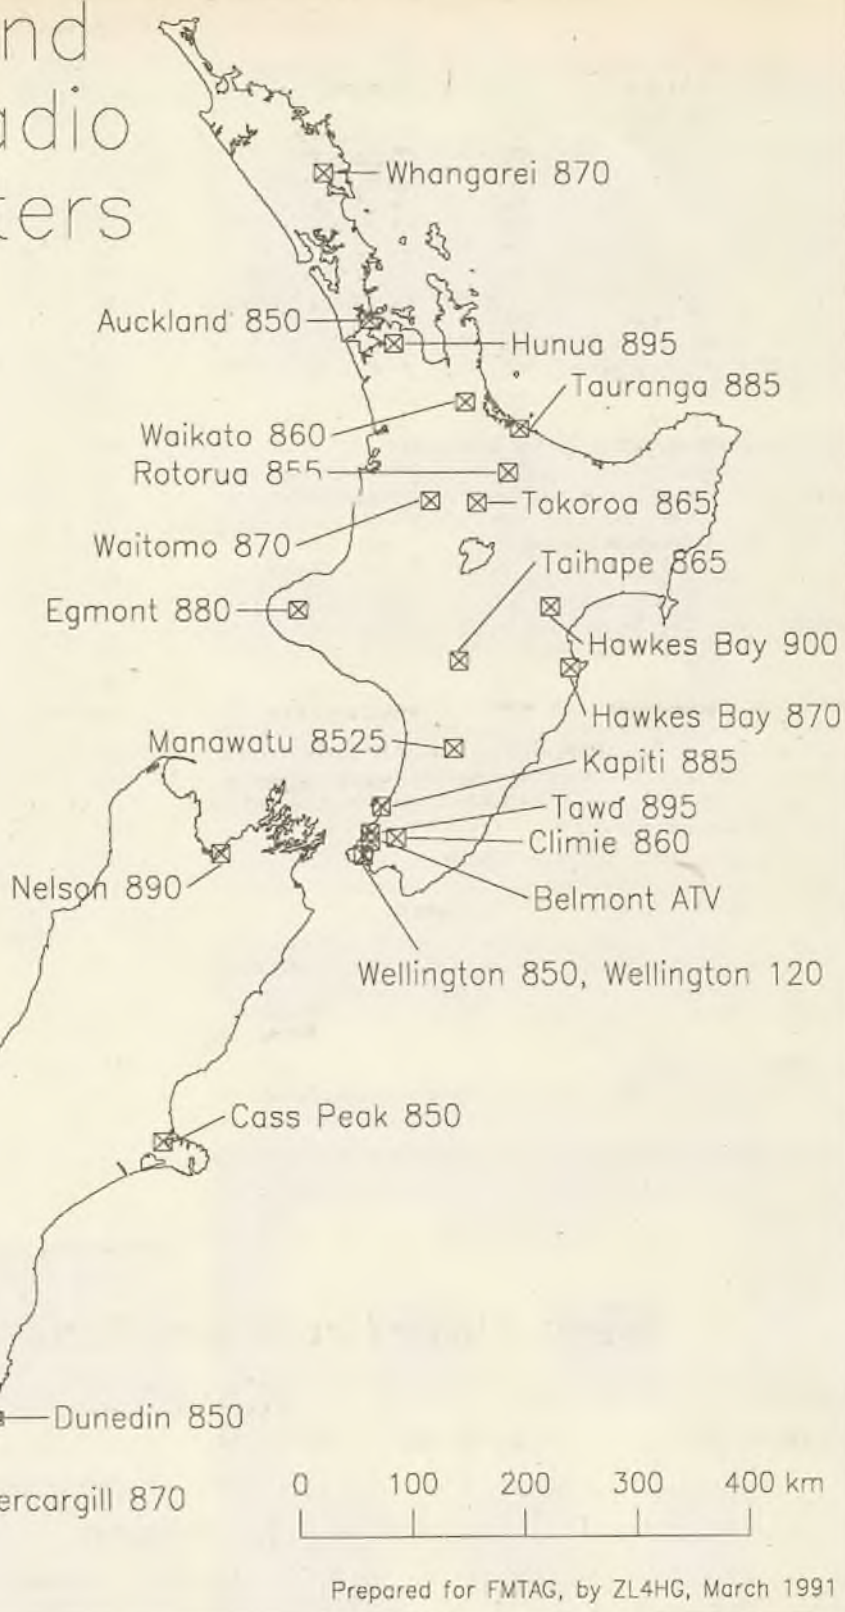 nd
adio
ters
Whangarei 870
Auckland 850
Hunua 895
Tauranga 885
Waikato 860
Rotorua 855
Tokoroa 865
Waitomo 870
Taihape 865
Egmont 880
Hawkes Bay 900
Hawkes Bay 870
Manawatu 8525
Kapiti 885
Tawa 895
Climie 860
Nelson 890
Belmont ATV
Wellington 850, Wellington 120
Cass Peak 850
Dunedin 850
ercargill 870
0 100 200 300 400 km
Prepared for FMTAG, by ZL4HG, March 1991